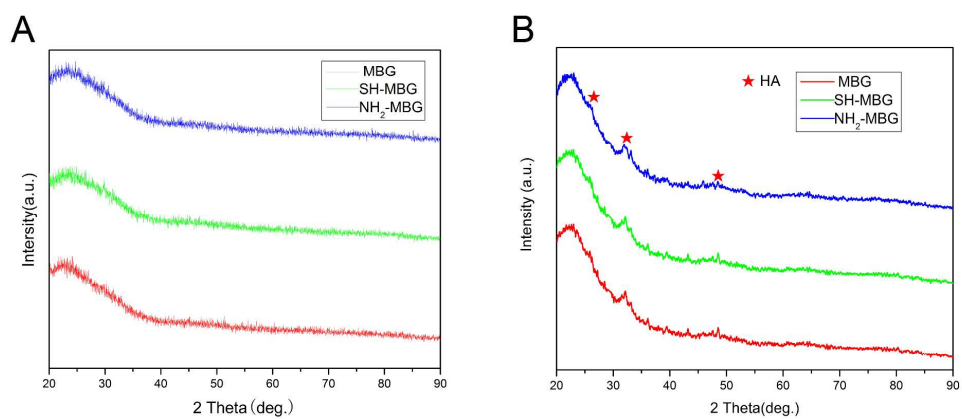 A
MBG
SH-MBG
NH2-MBG
Intersity(a.u.)
20 30 40 50 60 70 80 90
2 Theta(deg.)
B
HA
MBG
SH-MBG
NH2-MBG
Intensity (a.u.)
20 30 40 50 60 70 80 90
2 Theta(deg.)